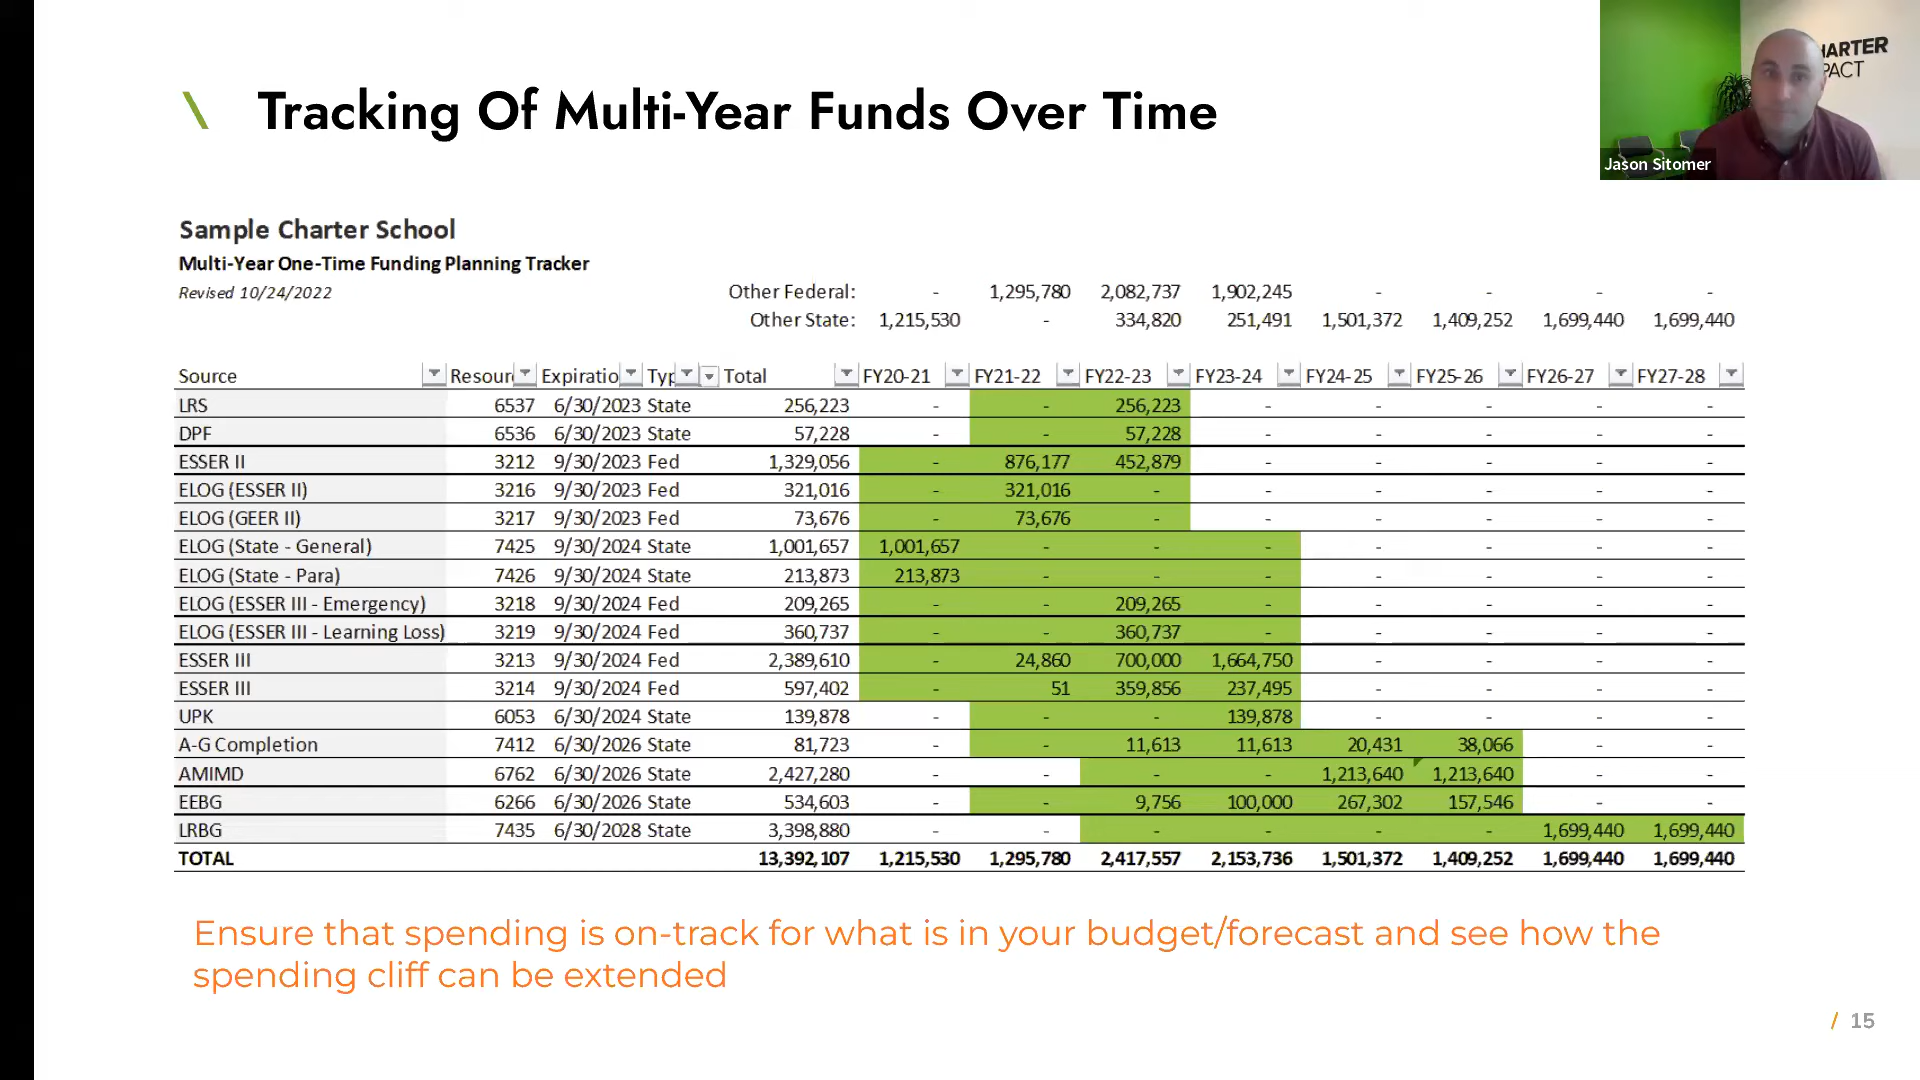 Tracking Of Multi-Year Funds Over Time
HARTER
PACT
Jason Sitomer
Sample Charter School
Multi-Year One-Time Funding Planning Tracker
Revised 10/24/2022
Other Federal: - 1,295,780 2,082,737 1,902,245 - - - -
Other State: 1,215,530 - 334,820 251,491 1,501,372 1,409,252 1,699,440 1,699,440
Source Resour Expiratio Typ Total FY20-21 FY21-22 FY22-23 FY23-24 FY24-25 FY25-26 FY26-27 FY27-28
LRS 6537 6/30/2023 State 256,223 - - 256,223 - - - - -
DPF 6536 6/30/2023 State 57,228 - - 57,228 - - - - -
ESSER II 3212 9/30/2023 Fed 1,329,056 - 876,177 452,879 - - - - -
ELOG (ESSER II) 3216 9/30/2023 Fed 321,016 - 321,016 - - - - - -
ELOG (GEER II) 3217 9/30/2023 Fed 73,676 - 73,676 - - - - - -
ELOG (State - General) 7425 9/30/2024 State 1,001,657 1,001,657 - - - - - - -
ELOG (State - Para) 7426 9/30/2024 State 213,873 213,873 - - - - - - -
ELOG (ESSER III - Emergency) 3218 9/30/2024 Fed 209,265 - - 209,265 - - - - -
ELOG (ESSER III - Learning Loss) 3219 9/30/2024 Fed 360,737 - - 360,737 - - - - -
ESSER III 3213 9/30/2024 Fed 2,389,610 - 24,860 700,000 1,664,750 - - - -
ESSER III 3214 9/30/2024 Fed 597,402 - 51 359,856 237,495 - - - -
UPK 6053 6/30/2024 State 139,878 - - - 139,878 - - - -
A-G Completion 7412 6/30/2026 State 81,723 - - 11,613 11,613 20,431 38,066 - -
AMIMD 6762 6/30/2026 State 2,427,280 - - - - 1,213,640 1,213,640 - -
EEBG 6266 6/30/2026 State 534,603 - - 9,756 100,000 267,302 157,546 - -
LRBG 7435 6/30/2028 State 3,398,880 - - - - - - 1,699,440 1,699,440
TOTAL 13,392,107 1,215,530 1,295,780 2,417,557 2,153,736 1,501,372 1,409,252 1,699,440 1,699,440
Ensure that spending is on-track for what is in your budget/forecast and see how the
spending cliff can be extended
/ 15